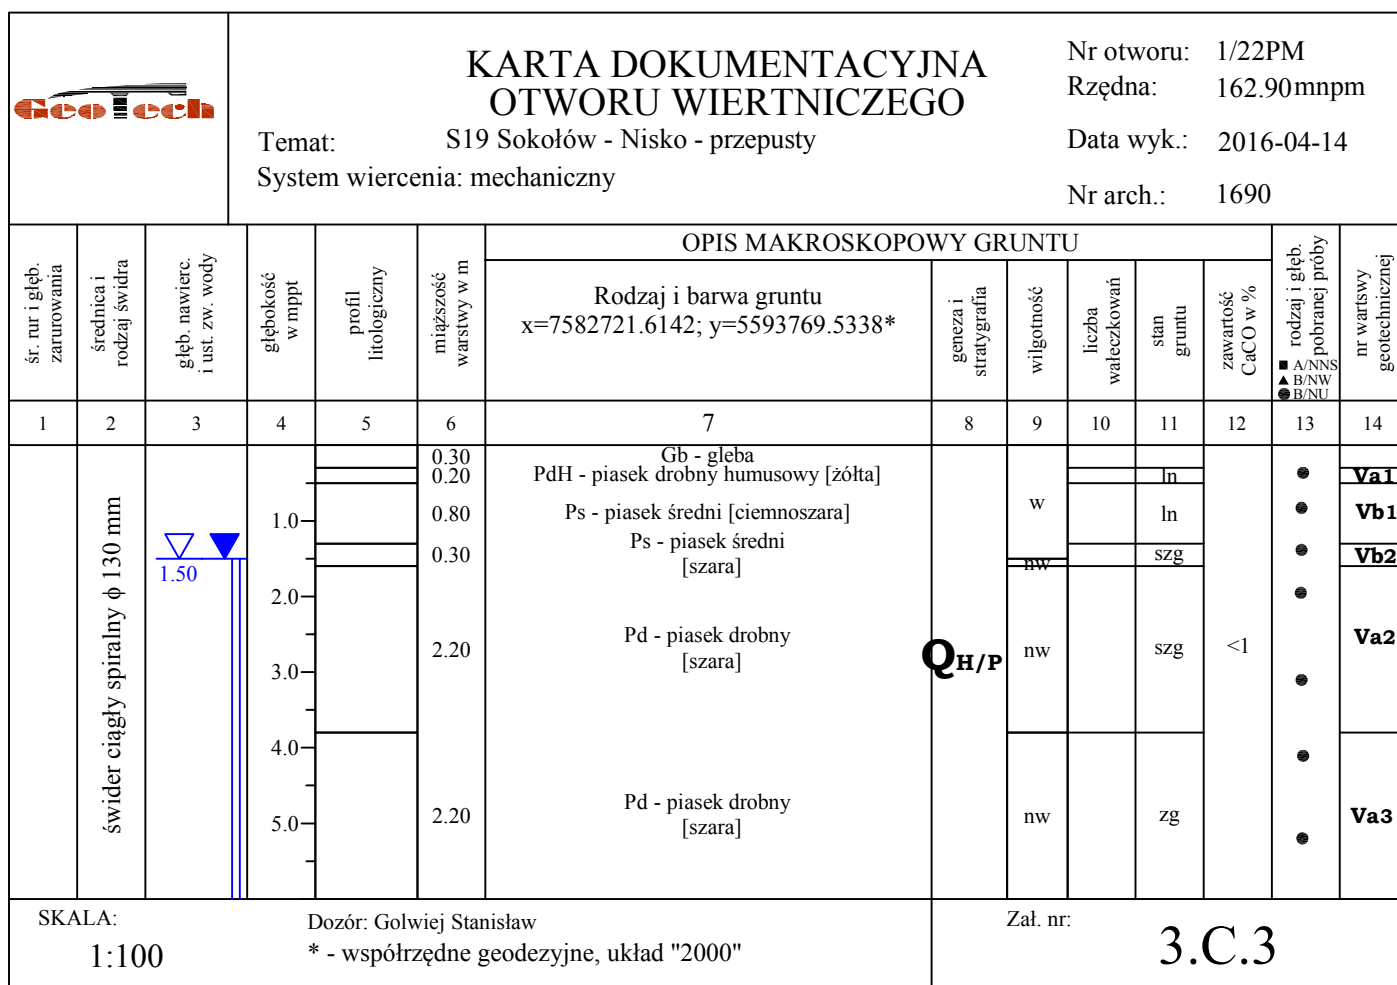 GeoTech
KARTA DOKUMENTACYJNA
OTWORU WIERTNICZEGO
Temat: S19 Sokołów - Nisko - przepusty
System wiercenia: mechaniczny
Nr otworu: 1/22PM
Rzędna: 162.90mnpm
Data wyk.: 2016-04-14
Nr arch.: 1690
śr. rur i głęb.
zarurowania
średnica i
rodzaj świdra
głęb. nawierc.
i ust. zw. wody
głębokość
w mppt
profil
litologiczny
miąższość
warstwy w m
OPIS MAKROSKOPOWY GRUNTU
Rodzaj i barwa gruntu
x=7582721.6142; y=5593769.5338*
geneza i
stratygrafia
wilgotność
liczba
wałeczkowań
stan
gruntu
zawartość
CaCO w %
rodzaj i głęb.
pobranej próby
A/NNS
B/NW
B/NU
nr wartswy
geotechnicznej
1 2 3 4 5 6 7 8 9 10 11 12 13 14
0.30 Gb - gleba
0.20 PdH - piasek drobny humusowy [żółta] ln Va1
1.0 0.80 Ps - piasek średni [ciemnoszara] w ln Vb1
0.30 Ps - piasek średni
[szara] nw szg Vb2
1.50
2.0
2.20 Pd - piasek drobny
[szara] nw szg <1 Va2
QH/P
3.0
4.0
5.0 2.20 Pd - piasek drobny
[szara] nw zg Va3
świder ciągły spiralny ϕ 130 mm
SKALA:
1:100
Dozór: Golwiej Stanisław
* - współrzędne geodezyjne, układ "2000"
Zał. nr:
3.C.3